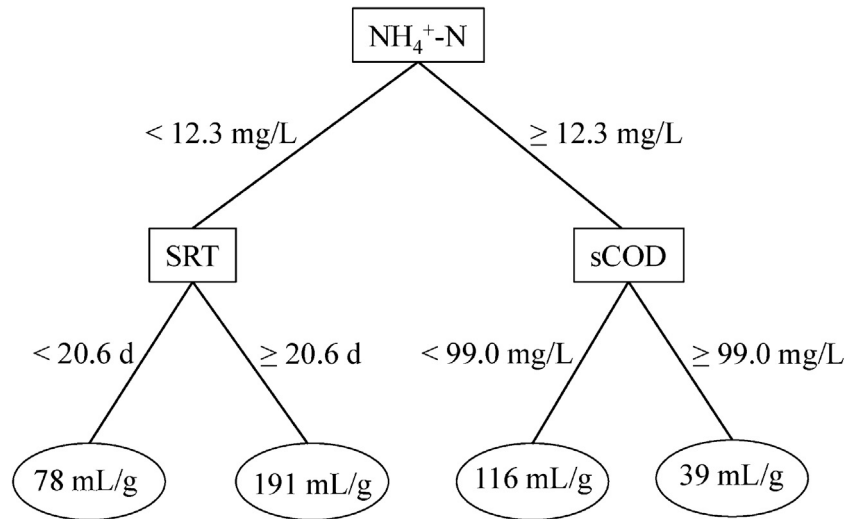 NH₄⁺-N
< 12.3 mg/L
≥ 12.3 mg/L
SRT
sCOD
< 20.6 d
≥ 20.6 d
< 99.0 mg/L
≥ 99.0 mg/L
78 mL/g
191 mL/g
116 mL/g
39 mL/g